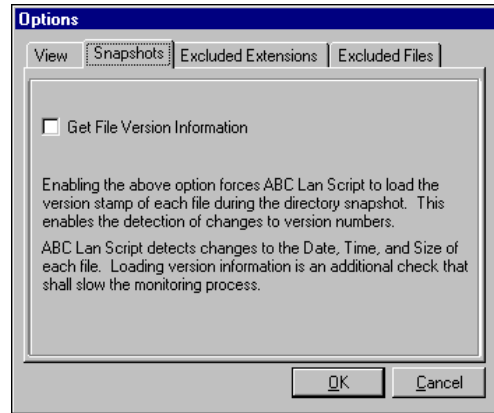 Options
View Snapshots Excluded Extensions Excluded Files
Get File Version Information
Enabling the above option forces ABC Lan Script to load the
version stamp of each file during the directory snapshot.  This
enables the detection of changes to version numbers.
ABC Lan Script detects changes to the Date, Time, and Size of
each file.  Loading version information is an additional check that
shall slow the monitoring process.
OK Cancel